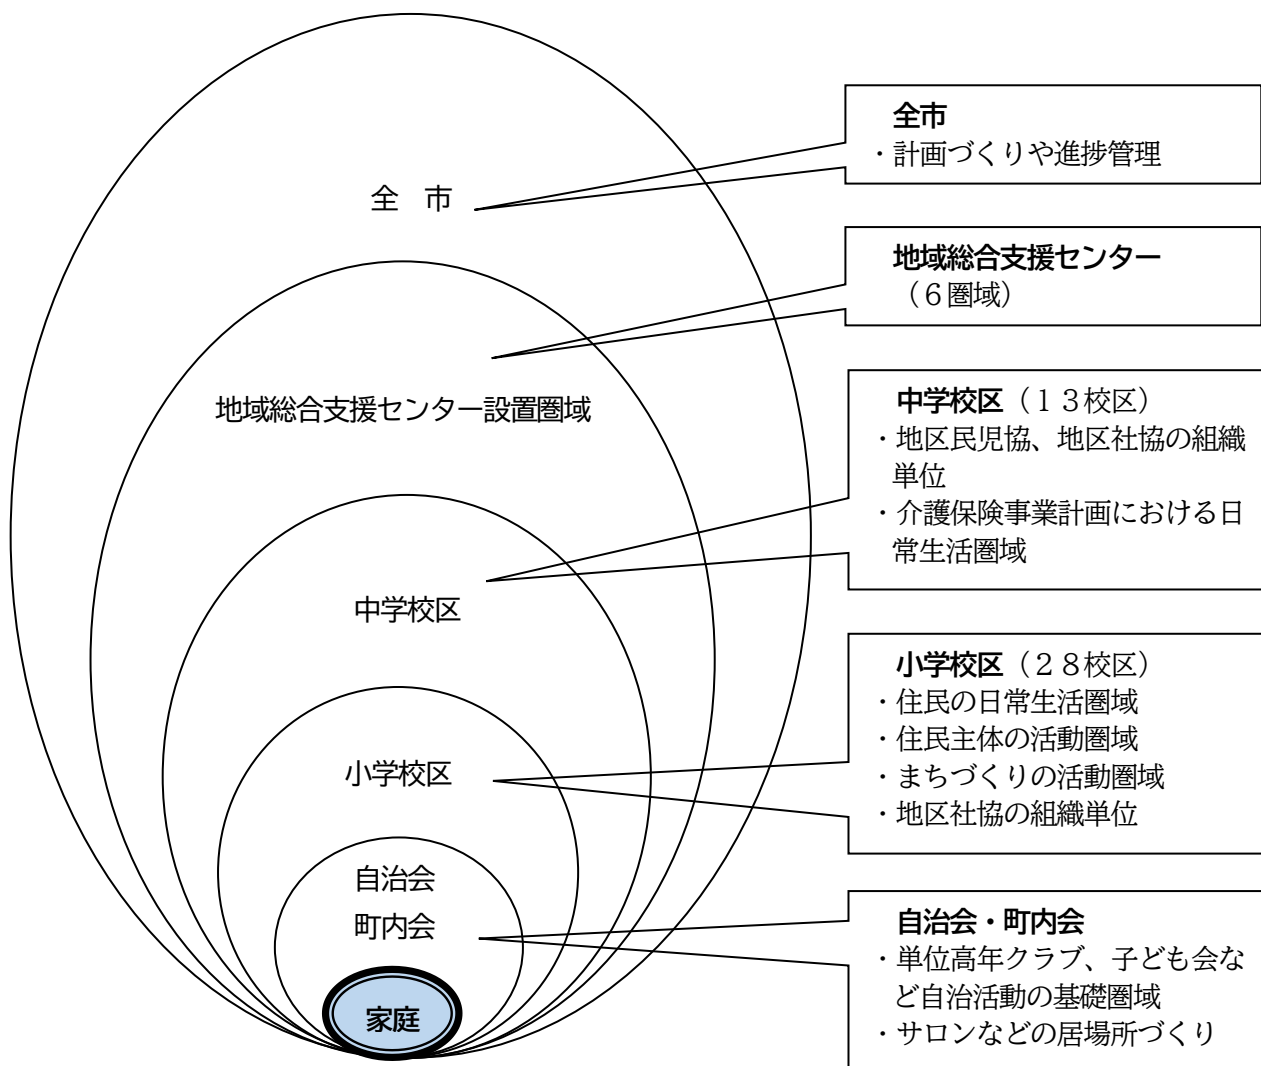 全　市
地域総合支援センター設置圏域
中学校区
小学校区
自治会
町内会
家庭
全市
・計画づくりや進捗管理
地域総合支援センター
（６圏域）
中学校区（１３校区）
・地区民児協、地区社協の組織
単位
・介護保険事業計画における日
常生活圏域
小学校区（２８校区）
・住民の日常生活圏域
・住民主体の活動圏域
・まちづくりの活動圏域
・地区社協の組織単位
自治会・町内会
・単位高年クラブ、子ども会な
ど自治活動の基礎圏域
・サロンなどの居場所づくり